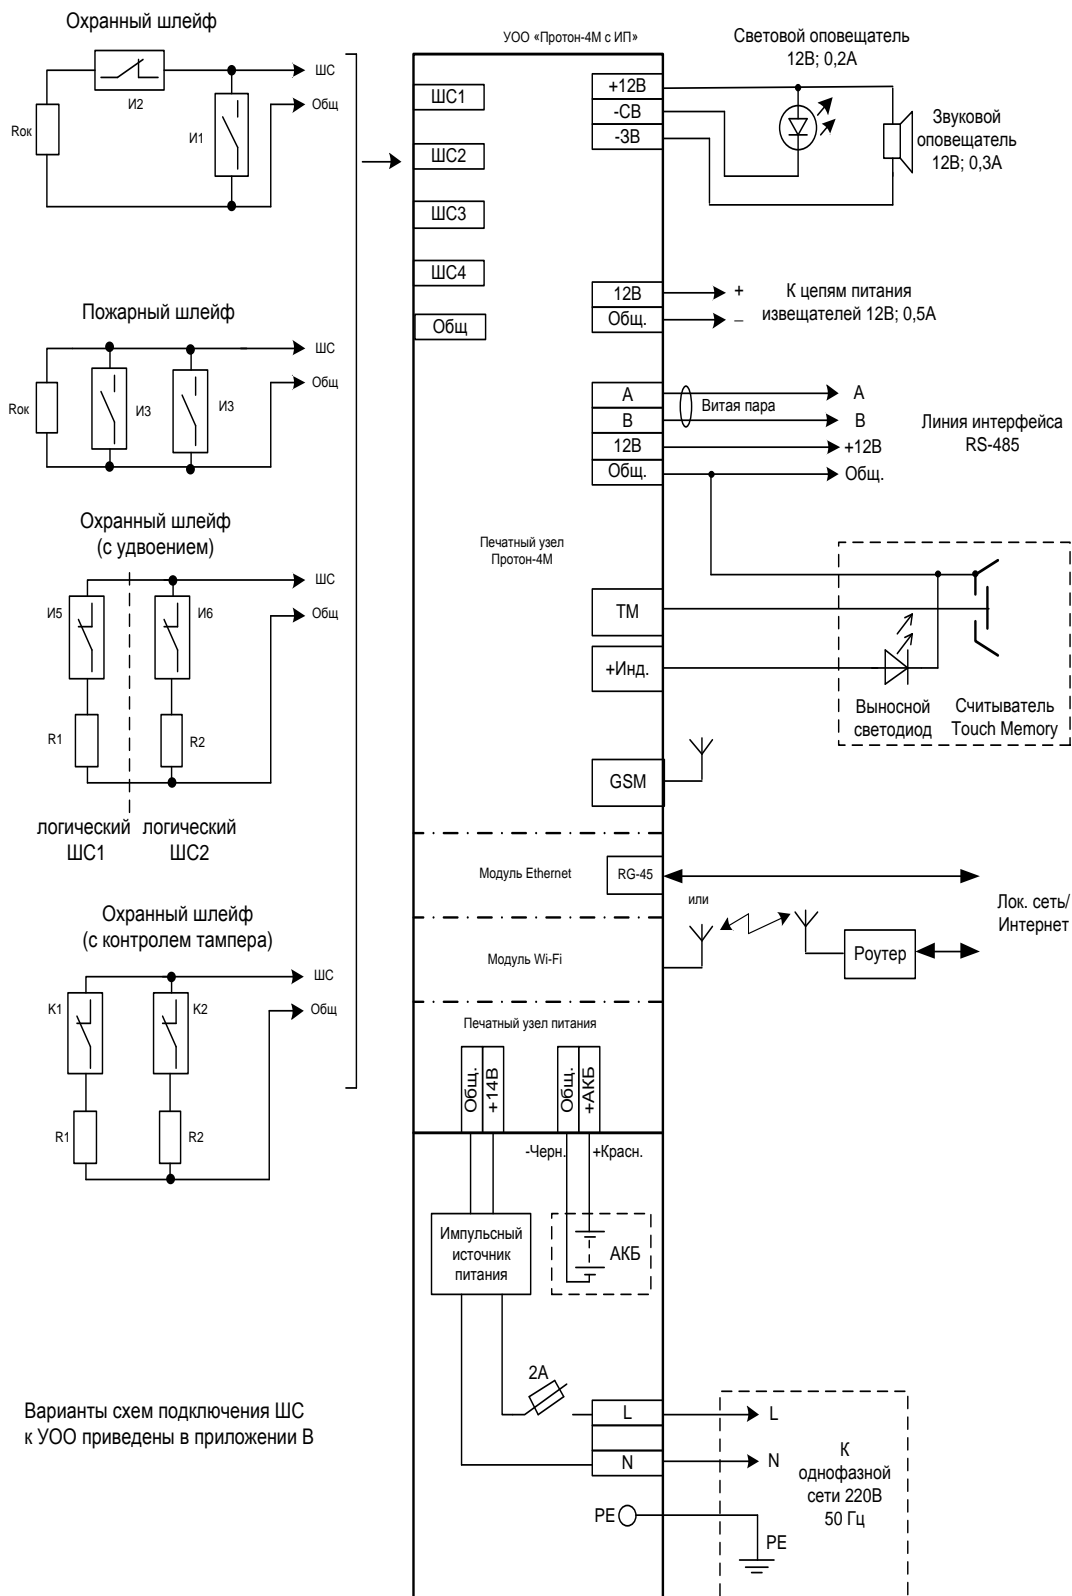 Охранный шлейф
ШС
И2
Общ
Rок
И1
Пожарный шлейф
ШС
Общ
Rок
И3
И3
Охранный шлейф
(с удвоением)
ШС
И5
И6
Общ
R1
R2
логический
ШС1
логический
ШС2
Охранный шлейф
(с контролем тампера)
ШС
K1
K2
Общ
R1
R2
Варианты схем подключения ШС
к УОО приведены в приложении В
УОО «Протон-4М с ИП»
ШС1
ШС2
ШС3
ШС4
Общ
+12В
-СВ
-ЗВ
Световой оповещатель
12В; 0,2А
Звуковой
оповещатель
12В; 0,3А
12В
Общ.
+
–
К цепям питания
извещателей 12В; 0,5А
А
В
12В
Общ.
Витая пара
А
В
+12В
Общ.
Линия интерфейса
RS-485
Печатный узел
Протон-4М
ТМ
+Инд.
Выносной
светодиод
Считыватель
Touch Memory
GSM
Модуль Ethernet
RG-45
или
Лок. сеть/
Интернет
Модуль Wi-Fi
Роутер
Печатный узел питания
Общ.
+14В
Общ.
+АКБ
-Черн.
+Красн.
Импульсный
источник
питания
АКБ
2А
L
N
L
N
К
однофазной
сети 220В
50 Гц
PE
PE